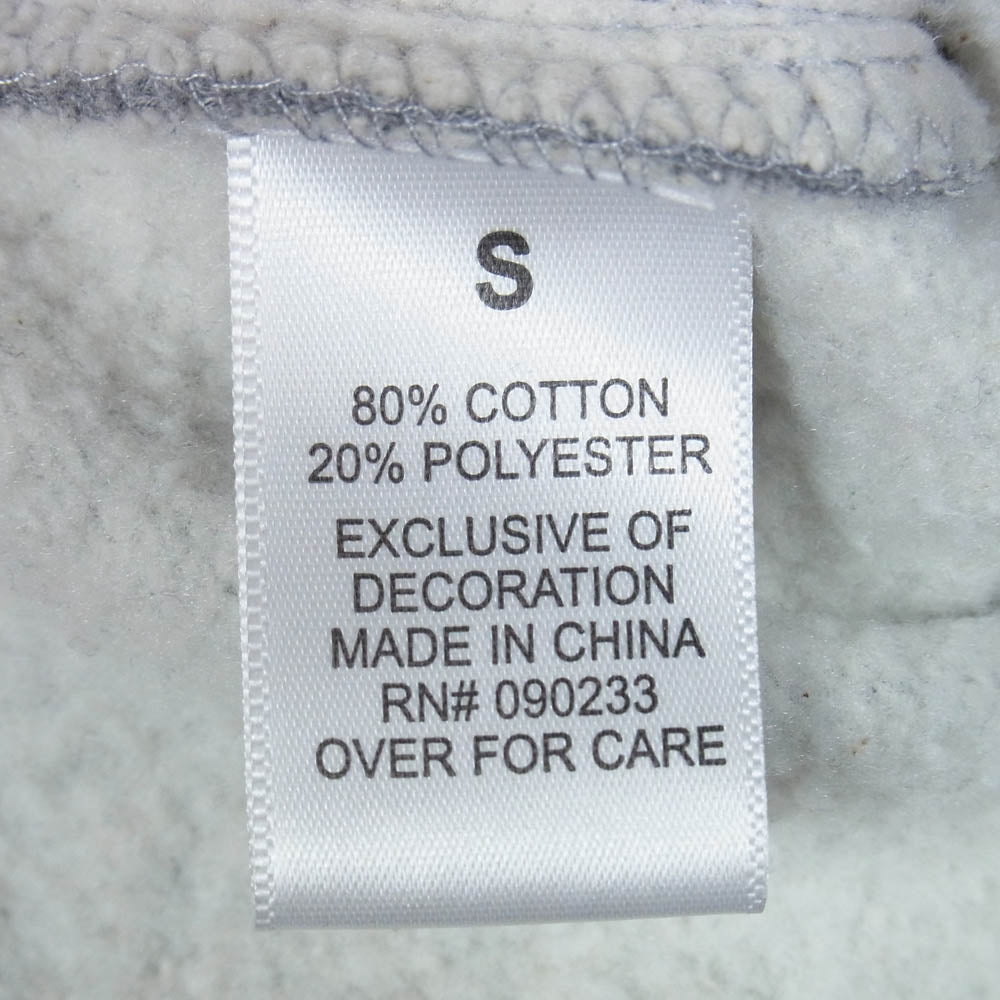 S
80% COTTON
20% POLYESTER
EXCLUSIVE OF
DECORATION
MADE IN CHINA
RN# 090233
OVER FOR CARE